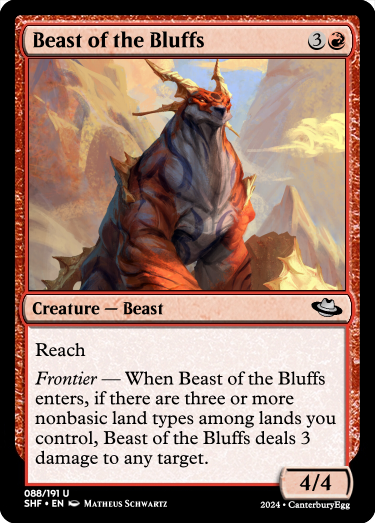 Beast of the Bluffs 3
Creature — Beast
Reach
Frontier — When Beast of the Bluffs
enters, if there are three or more
nonbasic land types among lands you
control, Beast of the Bluffs deals 3
damage to any target.
4/4
088/191 U
SHF • EN Matheus Schwartz
2024 • CanterburyEgg